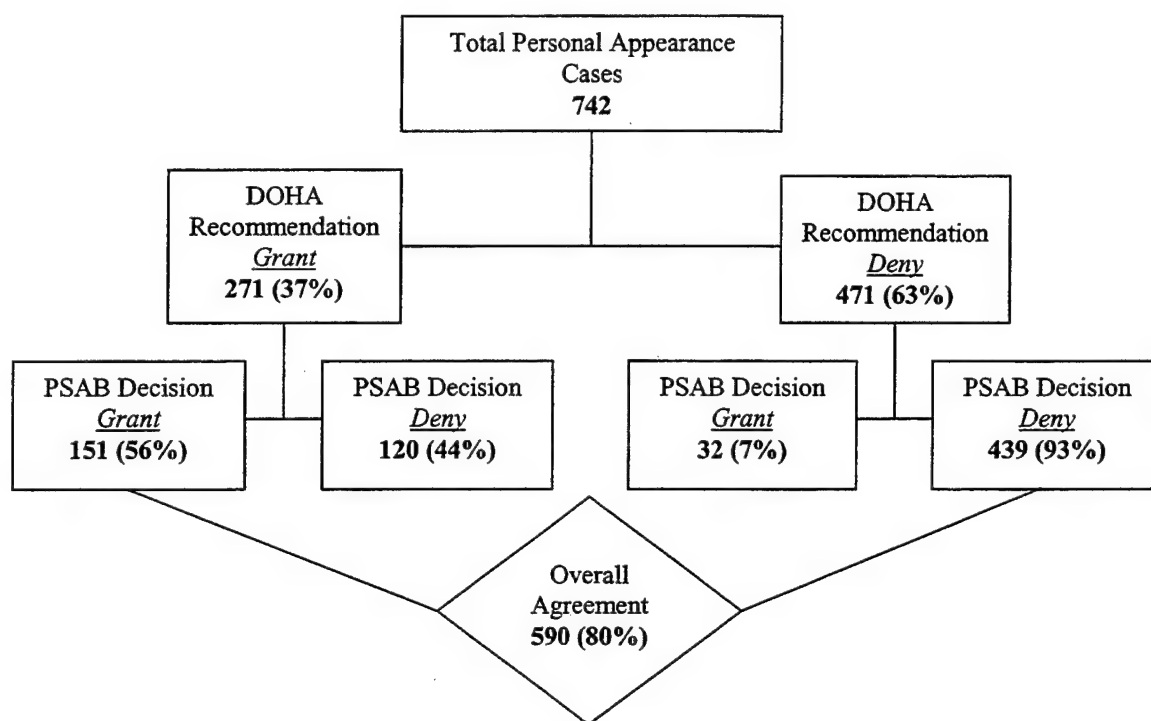 Total Personal Appearance
Cases
742
DOHA
Recommendation
Grant
271 (37%)
DOHA
Recommendation
Deny
471 (63%)
PSAB Decision
Grant
151 (56%)
PSAB Decision
Deny
120 (44%)
PSAB Decision
Grant
32 (7%)
PSAB Decision
Deny
439 (93%)
Overall
Agreement
590 (80%)